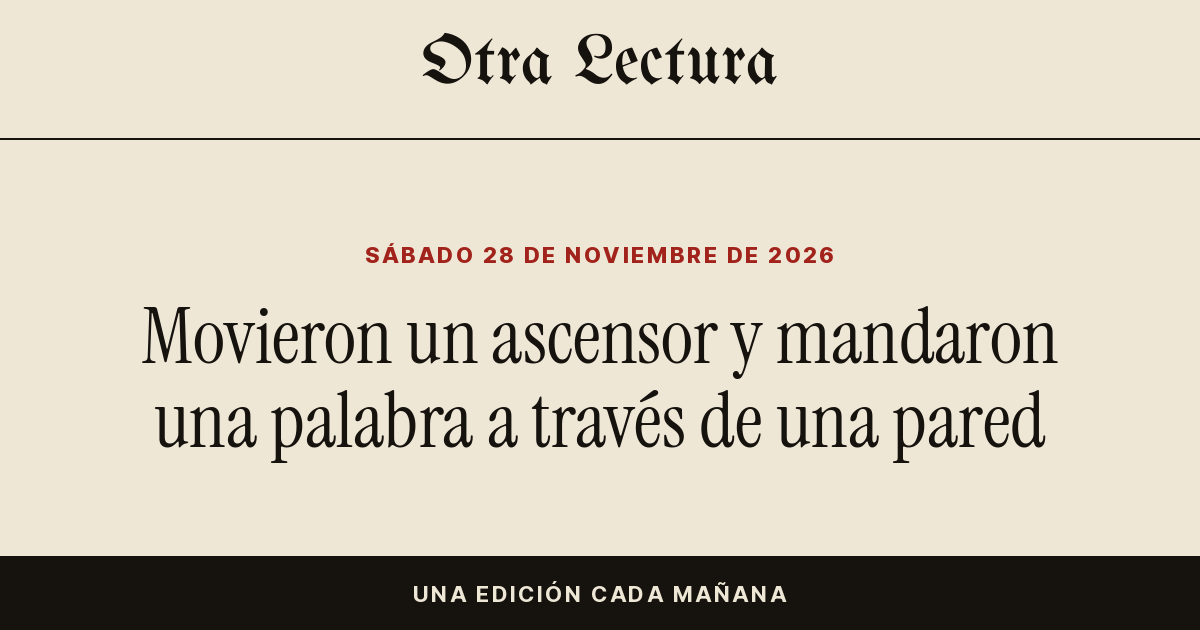 Otra Lectura
SÁBADO 28 DE NOVIEMBRE DE 2026
Movieron un ascensor y mandaron
una palabra a través de una pared
UNA EDICIÓN CADA MAÑANA